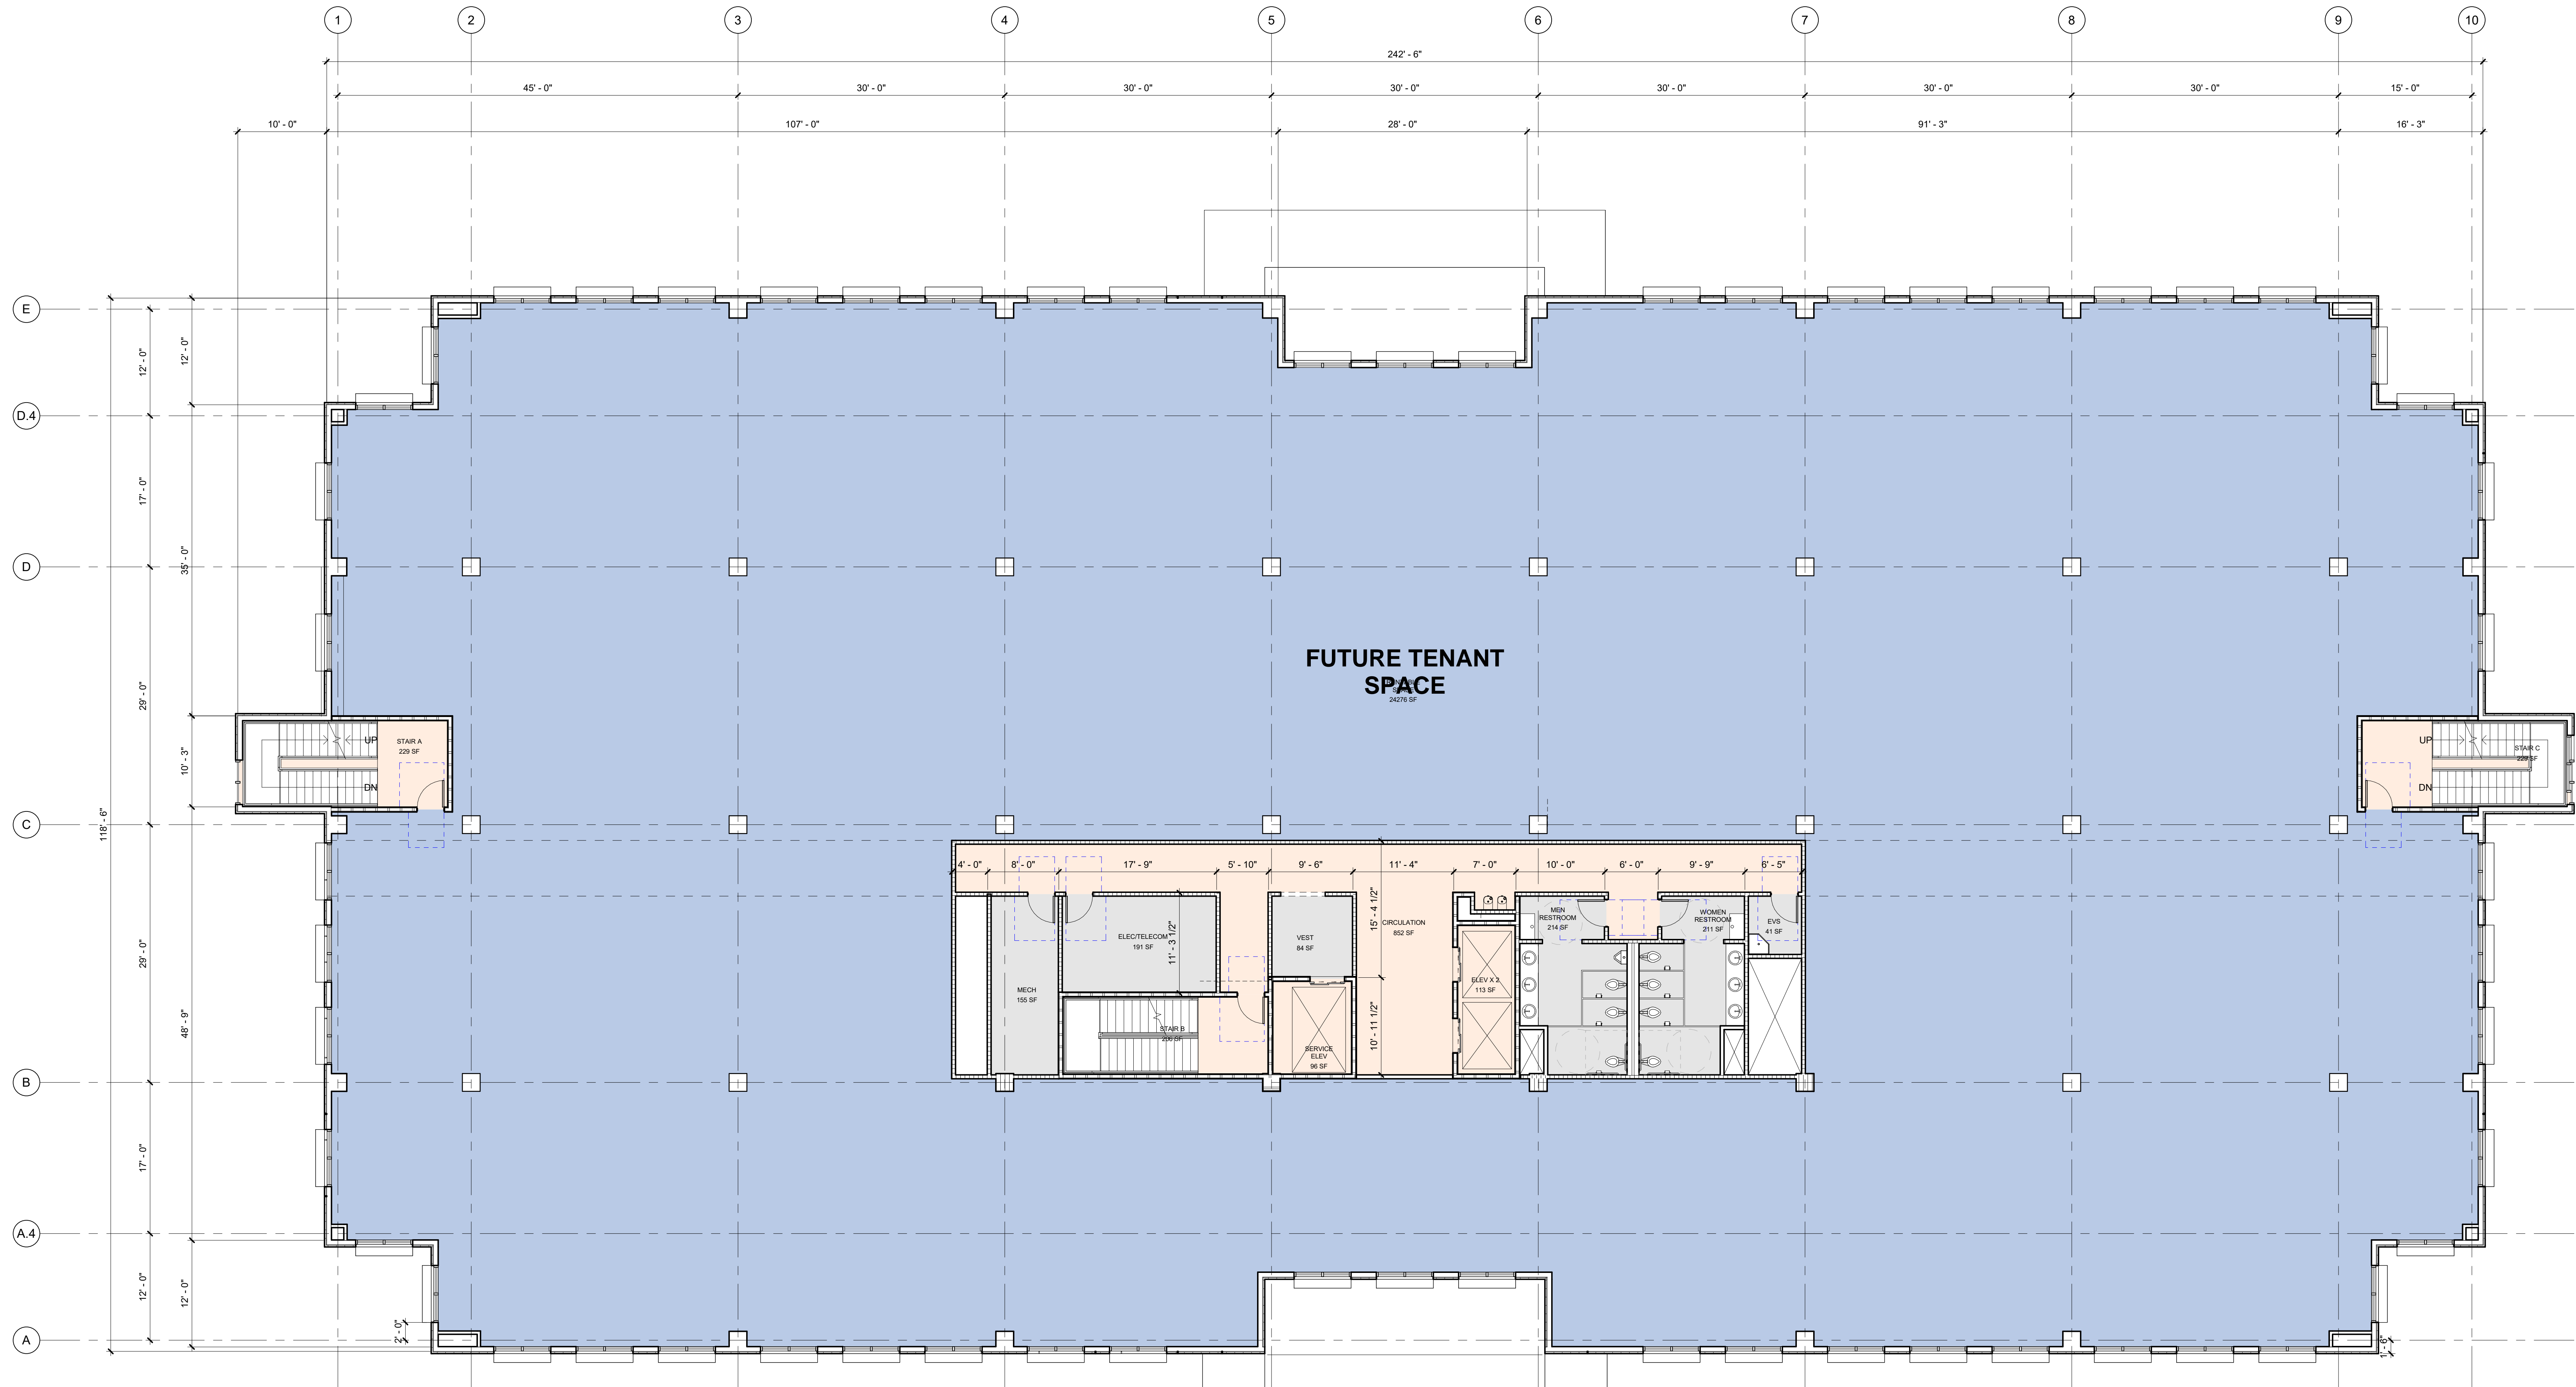 1 2 3 4 5 6 7 8 9 10
242' - 6"
45' - 0" 30' - 0" 30' - 0" 30' - 0" 30' - 0" 30' - 0" 30' - 0" 15' - 0"
10' - 0" 107' - 0" 28' - 0" 91' - 3" 16' - 3"
E
D.4
D
C
B
A.4
A
118' - 6"
12' - 0"
17' - 0"
29' - 0"
29' - 0"
17' - 0"
12' - 0"
12' - 0"
35' - 0"
10' - 3"
48' - 9"
12' - 0"
2' - 0"
1' - 6"
FUTURE TENANT
SPACE
24276 SF
UP
STAIR A
229 SF
DN
UP
STAIR C
229 SF
DN
4' - 0" 8' - 0" 17' - 9" 5' - 10" 9' - 6" 11' - 4" 7' - 0" 10' - 0" 6' - 0" 9' - 9" 6' - 5"
15' - 4 1/2"
10' - 11 1/2"
11' - 3 1/2"
MECH
155 SF
ELEC/TELECOM
191 SF
STAIR B
206 SF
VEST
84 SF
SERVICE
ELEV
96 SF
CIRCULATION
852 SF
ELEV X 2
113 SF
MEN
RESTROOM
214 SF
WOMEN
RESTROOM
211 SF
EVS
41 SF